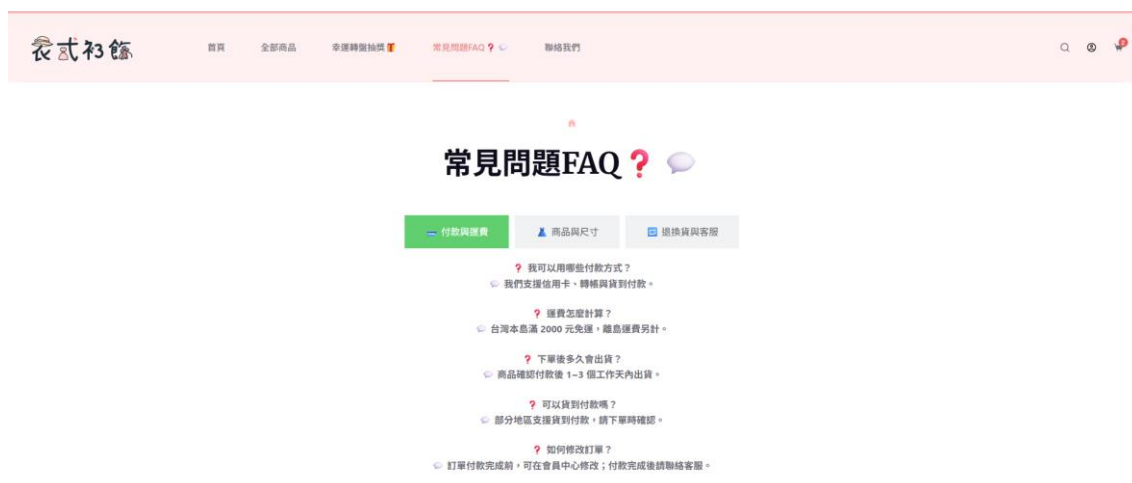 衣式初飾
首頁 全部商品 幸運轉盤抽獎🎁 常見問題FAQ❓💬 聯絡我們
常見問題FAQ❓💬
付款與運費 商品與尺寸 退換貨與客服
❓ 我可以用哪些付款方式？
💬 我們支援信用卡、轉帳與貨到付款。
❓ 運費怎麼計算？
💬 台灣本島滿 2000 元免運，離島運費另計。
❓ 下單後多久會出貨？
💬 商品確認付款後 1–3 個工作天內出貨。
❓ 可以貨到付款嗎？
💬 部分地區支援貨到付款，請下單時確認。
❓ 如何修改訂單？
💬 訂單付款完成前，可在會員中心修改；付款完成後請聯絡客服。